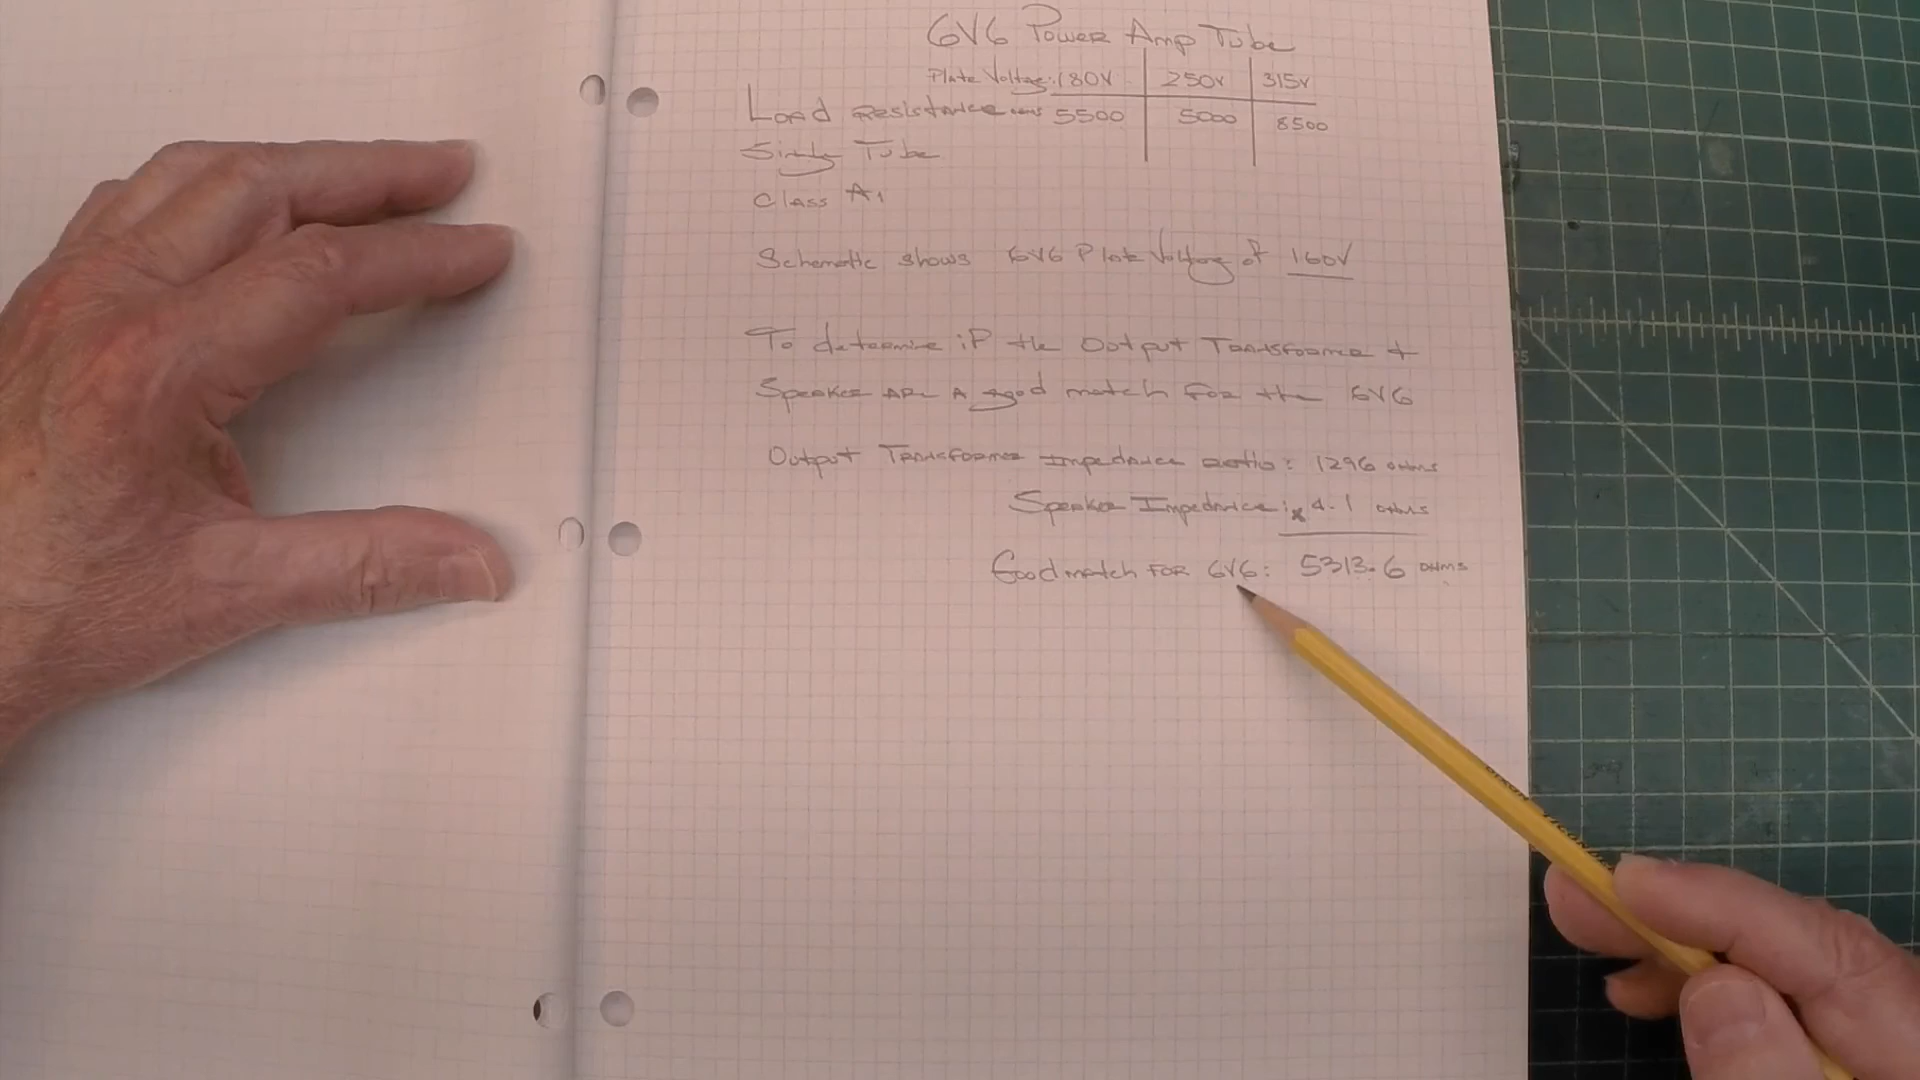 6V6 Power Amp Tube
Plate Voltage: 180V 250V 315V
Load resistance ohms 5500 5000 8500
Single Tube
Class A1
Schematic shows 6V6 Plate Voltage of 160V
To determine if the Output Transformer +
Speaker are a good match for the 6V6
Output Transformer Impedance ratio: 1296 ohms
Speaker Impedance: x 4.1 ohms
Good match for 6V6: 5313.6 ohms
DIXON